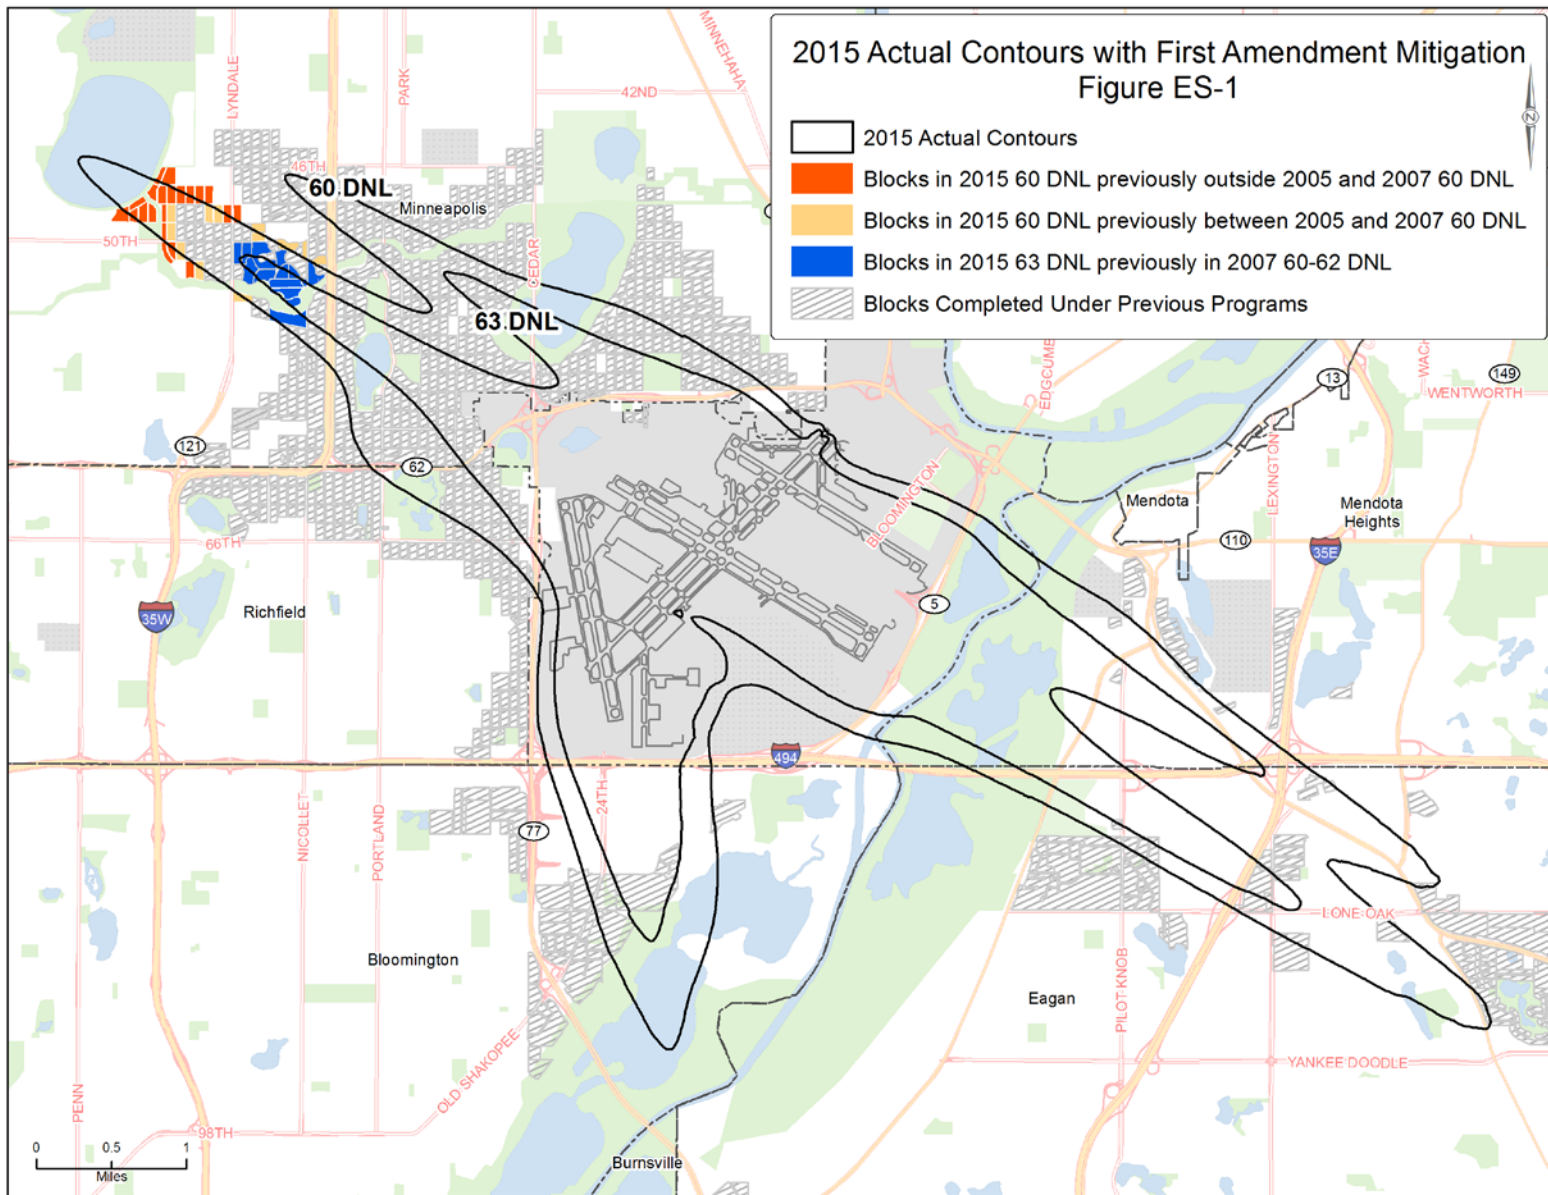 2015 Actual Contours with First Amendment Mitigation
Figure ES-1
N
2015 Actual Contours
Blocks in 2015 60 DNL previously outside 2005 and 2007 60 DNL
Blocks in 2015 60 DNL previously between 2005 and 2007 60 DNL
Blocks in 2015 63 DNL previously in 2007 60-62 DNL
Blocks Completed Under Previous Programs
LYNDALE
PARK
MINNEHAHA
42ND
46TH
60 DNL
Minneapolis
50TH
CEDAR
63 DNL
EDGCUMB
WACH
13
149
WENTWORTH
121
62
BLOOMINGTON
LEXINGTON
Mendota
Mendota
Heights
66TH
110
35E
Richfield
35W
5
494
NICOLLET
PORTLAND
24TH
77
LONE OAK
Bloomington
PILOT KNOB
Eagan
OLD SHAKOPEE
YANKEE DOODLE
PENN
98TH
0 0.5 1
Miles
Burnsville